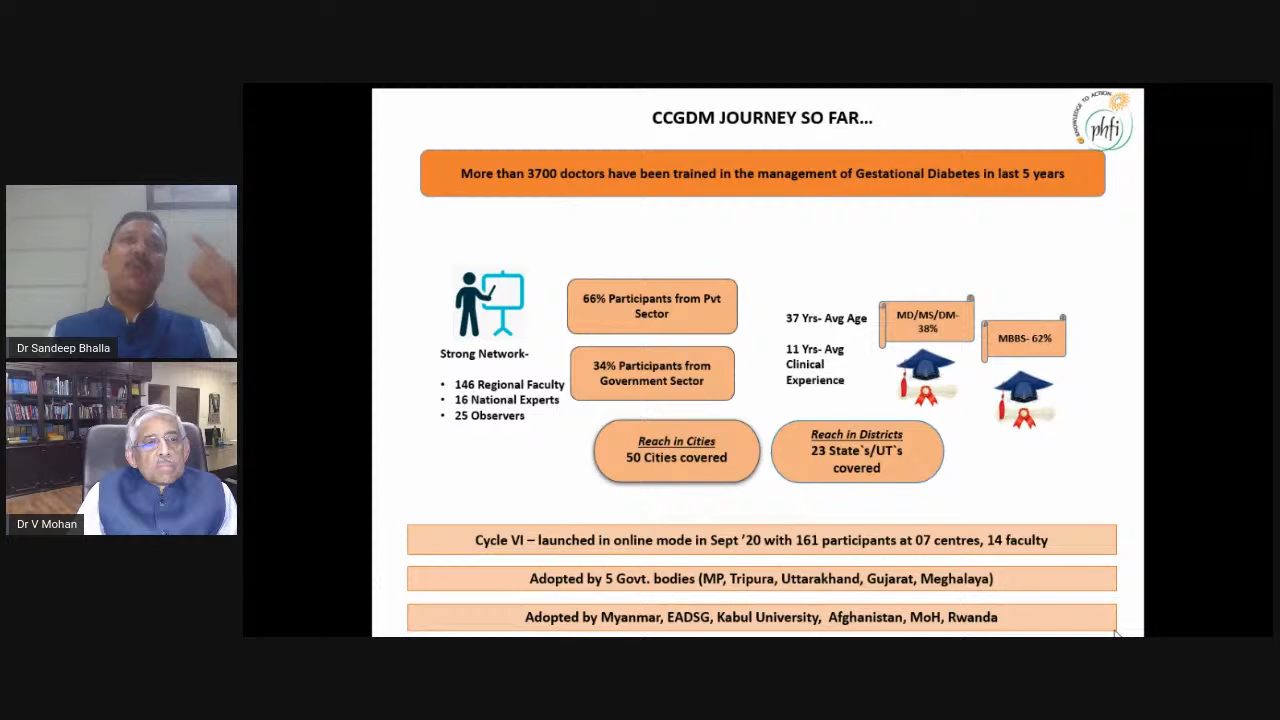 CCGDM JOURNEY SO FAR...
KNOWLEDGE TO ACTION
phfi
More than 3700 doctors have been trained in the management of Gestational Diabetes in last 5 years
Dr Sandeep Bhalla
Dr V Mohan
Strong Network-
• 146 Regional Faculty
• 16 National Experts
• 25 Observers
66% Participants from Pvt
Sector
34% Participants from
Government Sector
37 Yrs- Avg Age
11 Yrs- Avg
Clinical
Experience
MD/MS/DM-
38%
MBBS- 62%
Reach in Cities
50 Cities covered
Reach in Districts
23 State`s/UT`s
covered
Cycle VI – launched in online mode in Sept ’20 with 161 participants at 07 centres, 14 faculty
Adopted by 5 Govt. bodies (MP, Tripura, Uttarakhand, Gujarat, Meghalaya)
Adopted by Myanmar, EADSG, Kabul University, Afghanistan, MoH, Rwanda